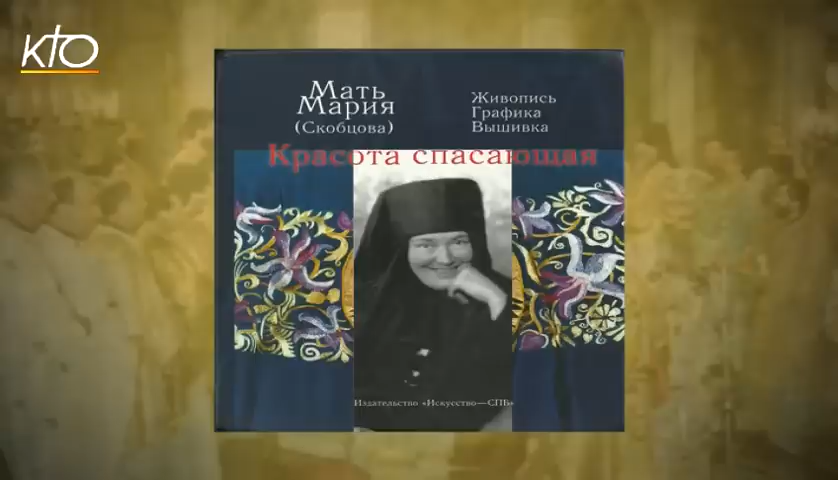 KTO
Мать
Мария
(Скобцова)
Живопись
Графика
Вышивка
Красота спасающая
Издательство «Искусство—СПБ»